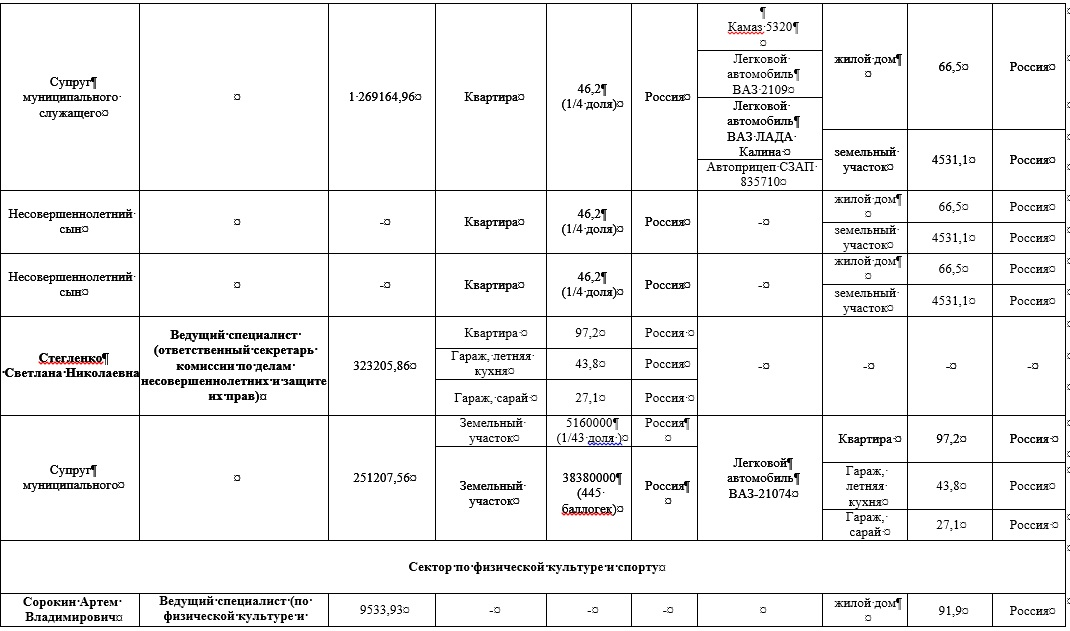 Супруг¶
муниципального·
служащего¤
¤
1·269164,96¤
Квартира¤
46,2¶
(1/4·доля)¤
Россия¤
¶
Камаз·5320¶
¤
Легковой·
автомобиль¶
ВАЗ·2109¤
Легковой·
автомобиль¶
ВАЗ·ЛАДА·
Калина·¤
Автоприцеп·СЗАП·
835710¤
жилой·дом¶
¤
66,5¤
Россия¤
земельный·
участок¤
4531,1¤
Россия¤
Несовершеннолетний·
сын¤
¤
-¤
Квартира¤
46,2¶
(1/4·доля)¤
Россия¤
-¤
жилой·дом¶
¤
66,5¤
Россия¤
земельный·
участок¤
4531,1¤
Россия¤
Несовершеннолетний·
сын¤
¤
-¤
Квартира¤
46,2¶
(1/4·доля)¤
Россия¤
-¤
жилой·дом¶
¤
66,5¤
Россия¤
земельный·
участок¤
4531,1¤
Россия¤
Стегленко¶
·Светлана·Николаевна
Ведущий·специалист·
(ответственный·секретарь·
комиссии·по·делам·
несовершеннолетних·и·защите·
их·прав)¤
323205,86¤
Квартира·¤
97,2¤
Россия·¤
Гараж,·летняя·
кухня¤
43,8¤
Россия¤
Гараж,·сарай·¤
27,1¤
Россия·¤
-¤
-¤
-¤
-¤
Супруг¶
муниципального¤
¤
251207,56¤
Земельный·
участок¤
5160000¶
(1/43·доля·)¤
Россия¶
¤
Земельный·
участок¤
38380000¶
(445·
баллогек)¤
Россия¶
¤
Легковой¶
автомобиль¶
ВАЗ-21074¤
Квартира·¤
97,2¤
Россия·¤
Гараж,·
летняя·
кухня¤
43,8¤
Россия¤
Гараж,·
сарай·¤
27,1¤
Россия·¤
Сектор·по·физической·культуре·и·спорту¤
Сорокин·Артем·
Владимирович¤
Ведущий·специалист·(по·
физической·культуре·и·
9533,93¤
-¤
-¤
-¤
¤
жилой·дом¶
¤
91,9¤
Россия¤